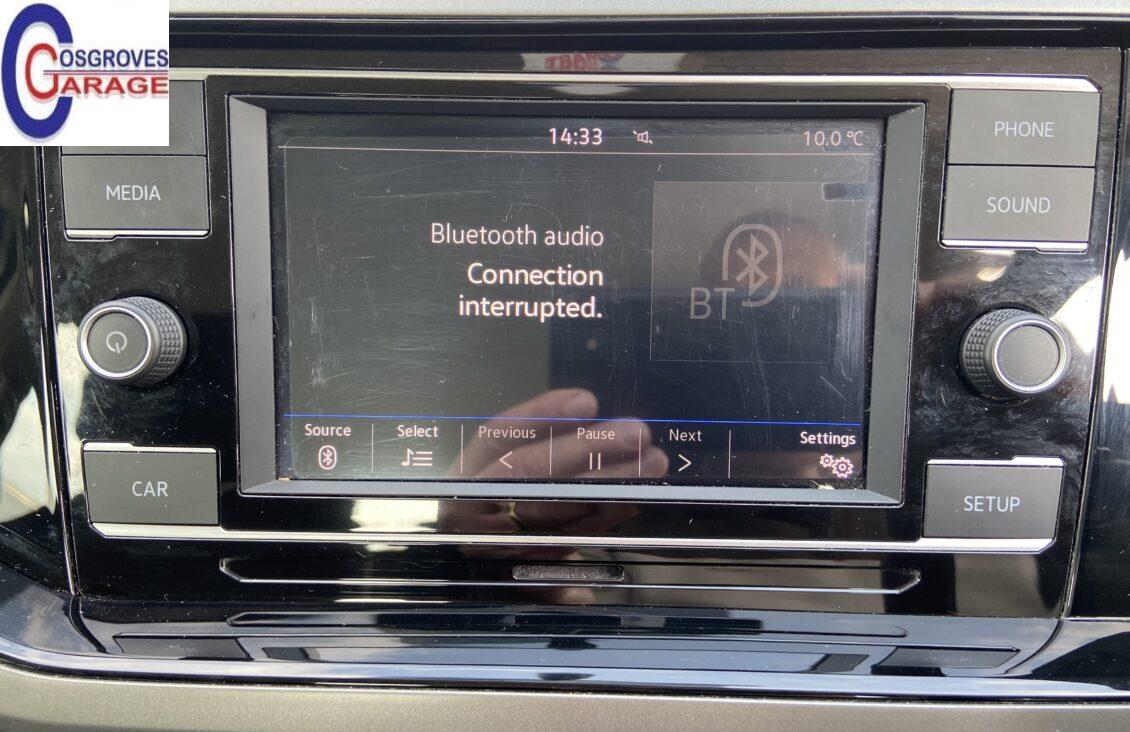 COSGROVES
GARAGE
14:33
10.0 °C
PHONE
MEDIA
SOUND
Bluetooth audio
Connection
interrupted.
BT
Source
Select
Previous
Pause
Next
Settings
CAR
SETUP